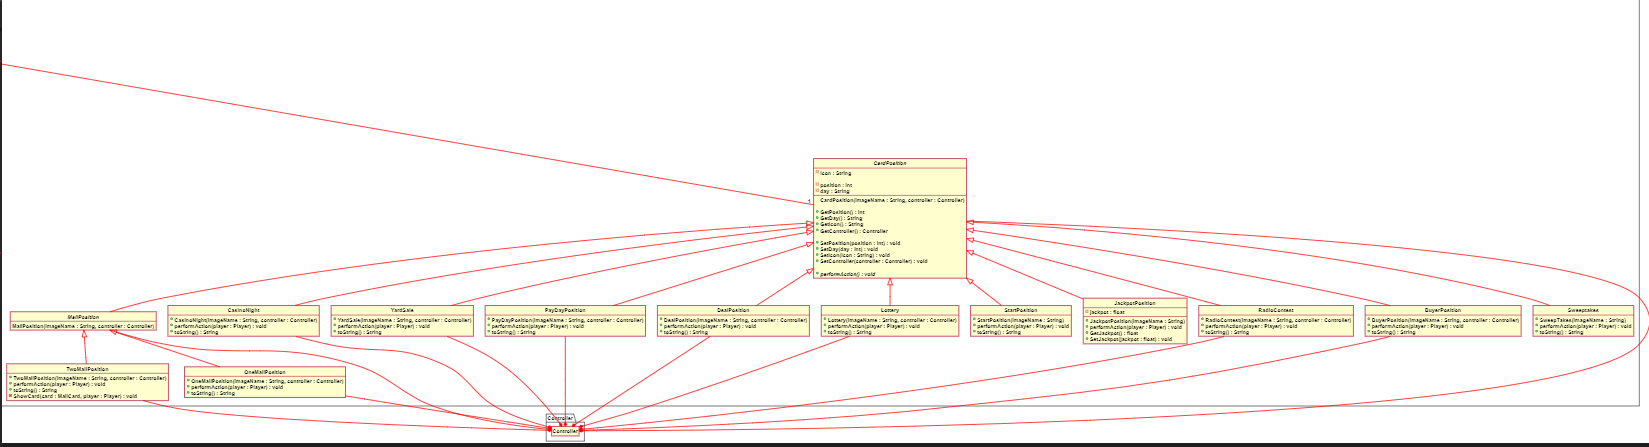 CardPosition
icon : String
position : int
day : String
1
CardPosition(imageName : String, controller : Controller)
GetPosition() : int
GetDay() : String
GetIcon() : String
GetController() : Controller
SetPosition(position : int) : void
SetDay(day : int) : void
SetIcon(icon : String) : void
SetController(controller : Controller) : void
performAction() : void
MailPosition
MailPosition(imageName : String, controller : Controller)
CasinoNight
CasinoNight(imageName : String, controller : Controller)
performAction(player : Player) : void
toString() : String
YardSale
YardSale(imageName : String, controller : Controller)
performAction(player : Player) : void
toString() : String
PayDayPosition
PayDayPosition(imageName : String, controller : Controller)
performAction(player : Player) : void
toString() : String
DealPosition
DealPosition(imageName : String, controller : Controller)
performAction(player : Player) : void
toString() : String
Lottery
Lottery(imageName : String, controller : Controller)
performAction(player : Player) : void
toString() : String
StartPosition
StartPosition(imageName : String)
performAction(player : Player) : void
toString() : String
JackpotPosition
jackpot : float
JackpotPosition(imageName : String)
performAction(player : Player) : void
GetJackpot() : float
SetJackpot(jackpot : float) : void
RadioContest
RadioContest(imageName : String, controller : Controller)
performAction(player : Player) : void
toString() : String
BuyerPosition
BuyerPosition(imageName : String, controller : Controller)
performAction(player : Player) : void
toString() : String
Sweeptakes
SweepTakes(imageName : String)
performAction(player : Player) : void
toString() : String
TwoMailPosition
TwoMailPosition(imageName : String, controller : Controller)
performAction(player : Player) : void
toString() : String
ShowCard(card : MailCard, player : Player) : void
OneMailPosition
OneMailPosition(imageName : String, controller : Controller)
performAction(player : Player) : void
toString() : String
Controller
Controller